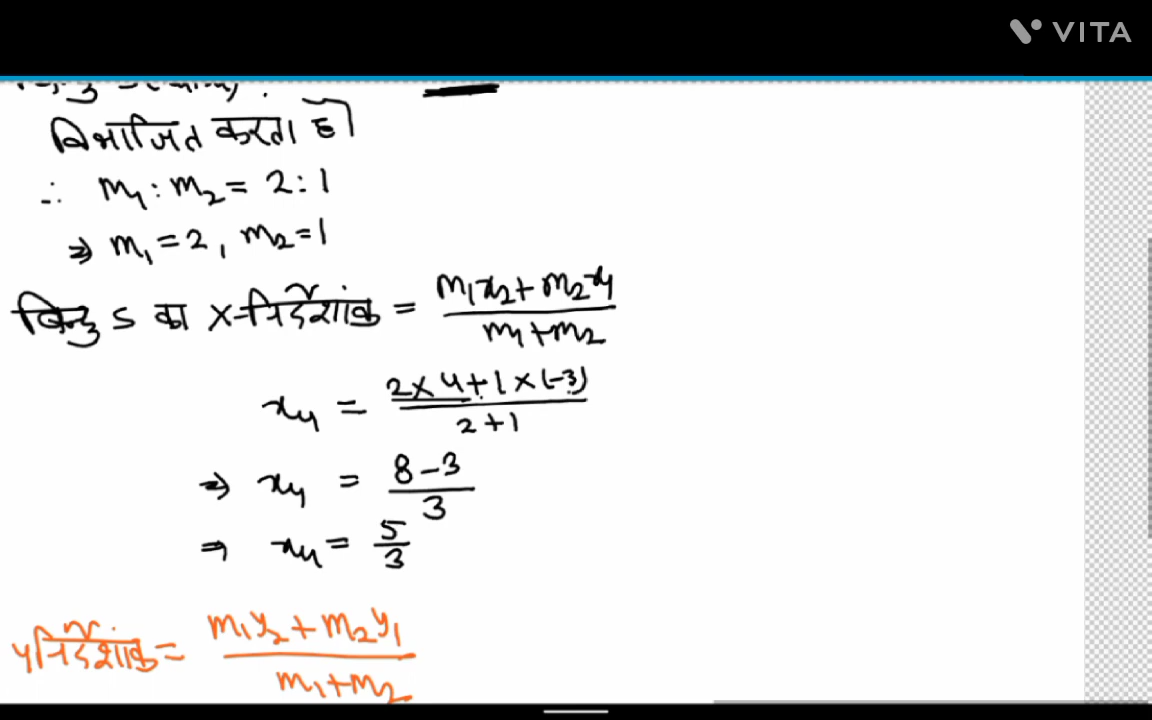 VITA
विभाजित करता है
∴ m₁ : m₂ = 2 : 1
⇒ m₁ = 2, m₂ = 1
बिन्दु S का x-निर्देशांक = (m₁x₂ + m₂x₁)/(m₁ + m₂)
x₄ = (2 × 4 + 1 × (-3))/(2 + 1)
⇒ x₄ = (8 - 3)/3
⇒ x₄ = 5/3
y निर्देशांक = (m₁y₂ + m₂y₁)/(m₁ + m₂)